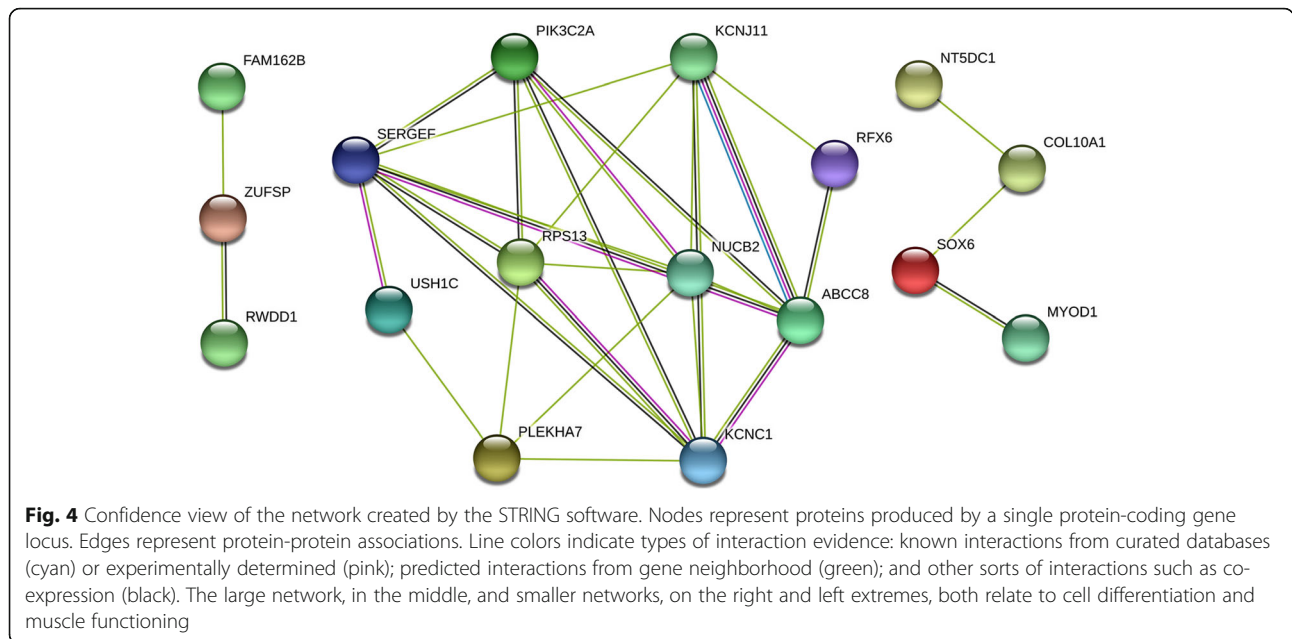 PIK3C2A
KCNJ11
FAM162B
NT5DC1
SERGEF
RFX6
COL10A1
ZUFSP
RPS13
NUCB2
SOX6
USH1C
ABCC8
RWDD1
MYOD1
PLEKHA7
KCNC1
Fig. 4 Confidence view of the network created by the STRING software. Nodes represent proteins produced by a single protein-coding gene
locus. Edges represent protein-protein associations. Line colors indicate types of interaction evidence: known interactions from curated databases
(cyan) or experimentally determined (pink); predicted interactions from gene neighborhood (green); and other sorts of interactions such as co-
expression (black). The large network, in the middle, and smaller networks, on the right and left extremes, both relate to cell differentiation and
muscle functioning